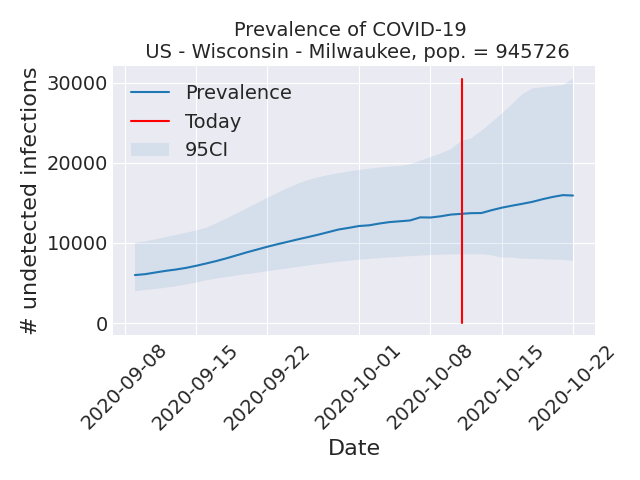 Prevalence of COVID-19
US - Wisconsin - Milwaukee, pop. = 945726
# undetected infections
30000
20000
10000
0
Prevalence
Today
95CI
2020-09-08
2020-09-15
2020-09-22
2020-10-01
2020-10-08
2020-10-15
2020-10-22
Date